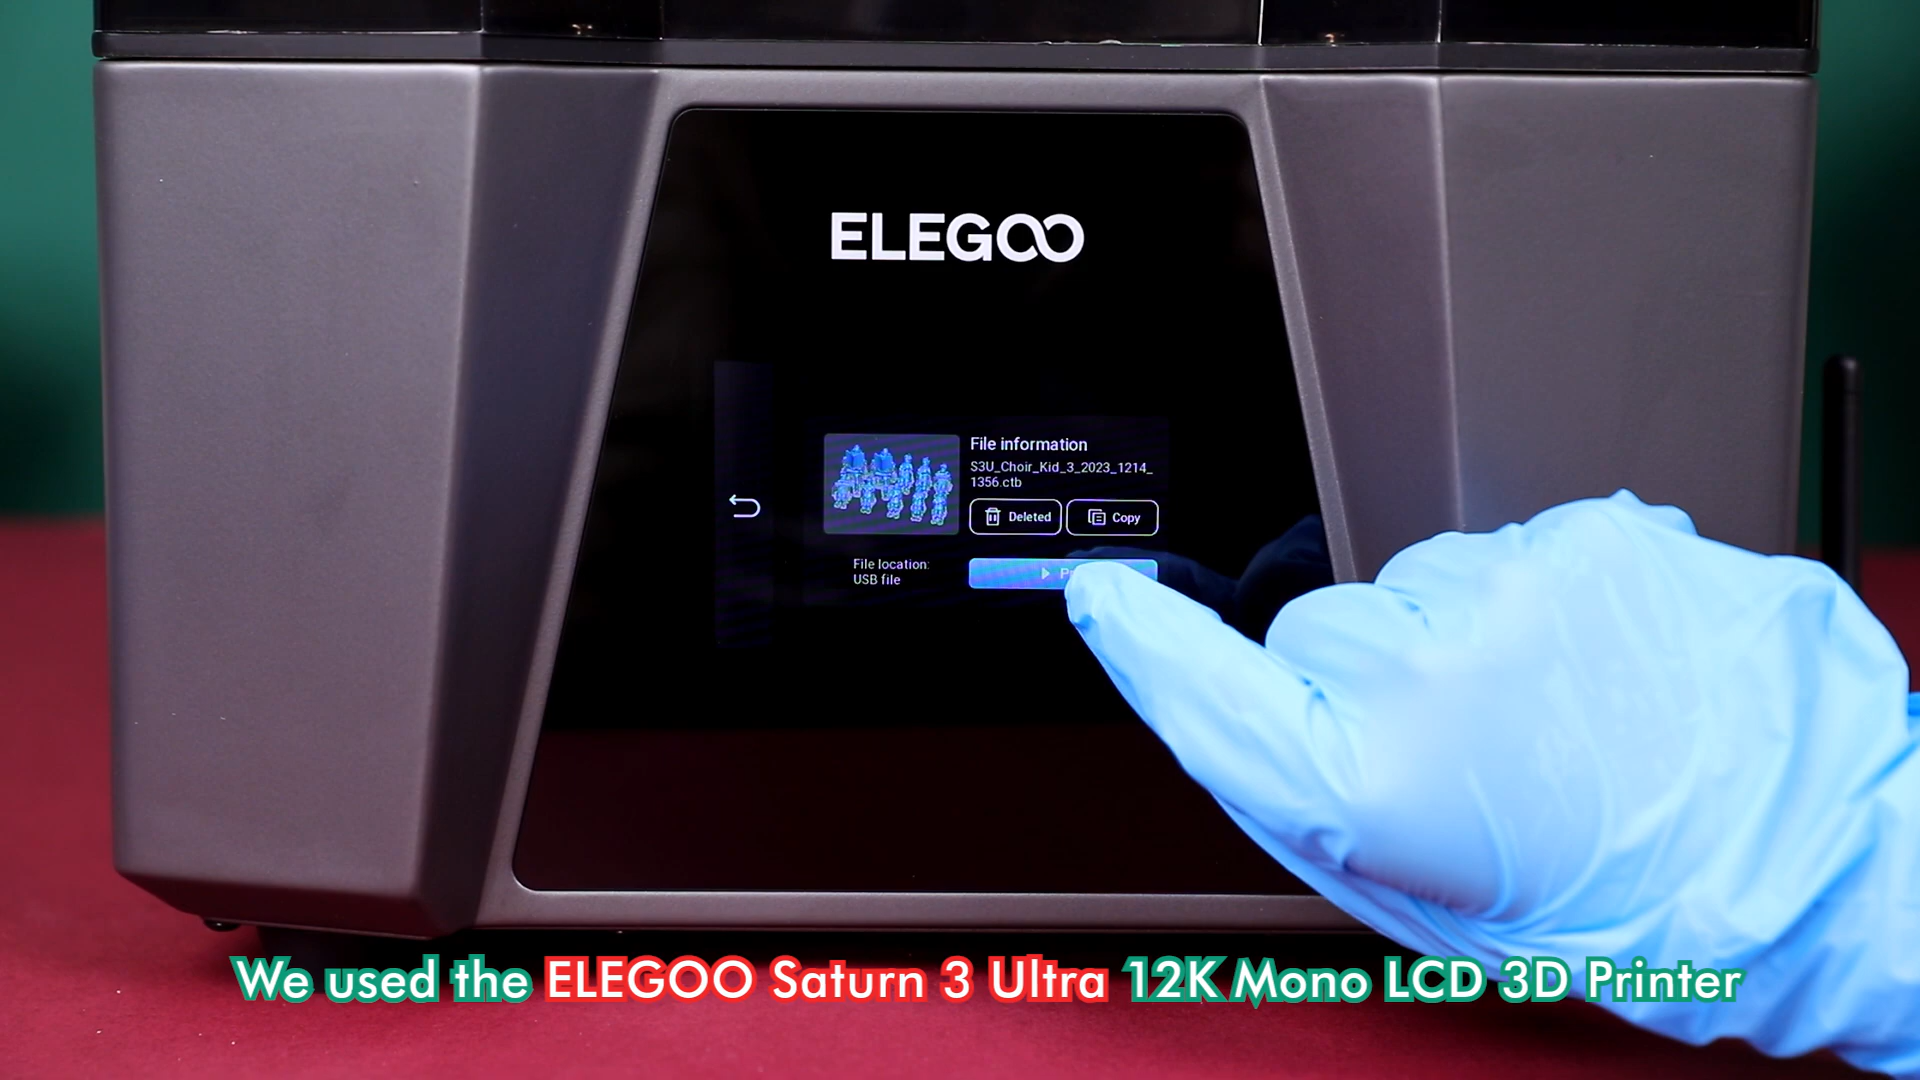 ELEGOO
File information
S3U_Choir_Kid_3_2023_1214_
1356.ctb
Deleted
Copy
File location:
USB file
We used the ELEGOO Saturn 3 Ultra 12K Mono LCD 3D Printer